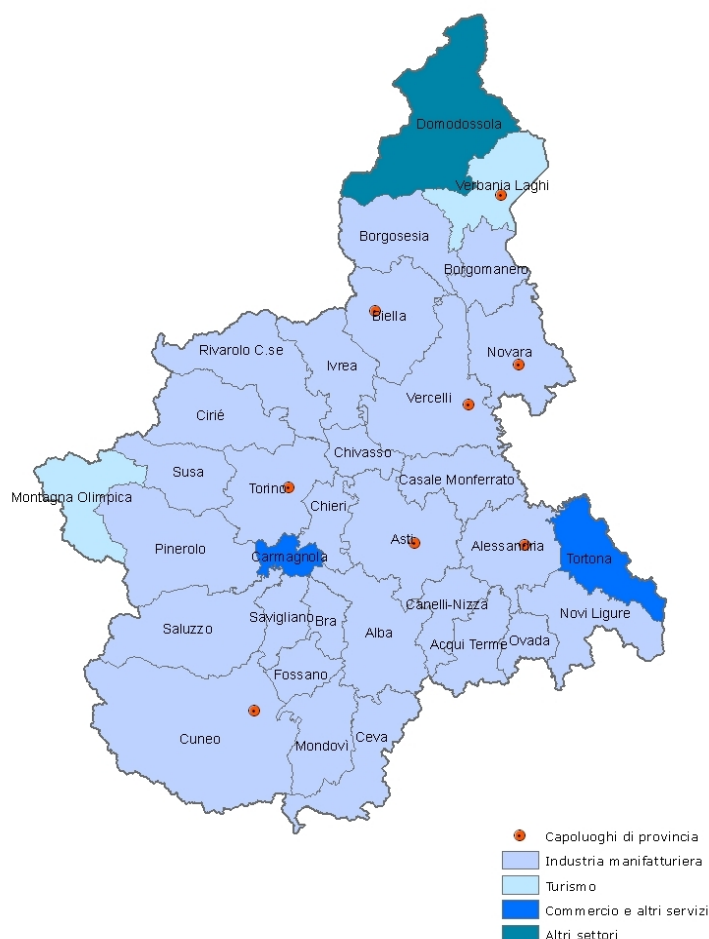 Domodossola
Verbania Laghi
Borgosesia
Borgomanero
Biella
Rivarolo C.se
Ivrea
Novara
Vercelli
Cirié
Chivasso
Susa
Casale Monferrato
Montagna Olimpica
Torino
Chieri
Pinerolo
Carmagnola
Asti
Alessandria
Tortona
Canelli-Nizza
Novi Ligure
Savigliano
Bra
Saluzzo
Alba
Acqui Terme
Ovada
Fossano
Cuneo
Mondovì
Ceva
Capoluoghi di provincia
Industria manifatturiera
Turismo
Commercio e altri servizi
Altri settori